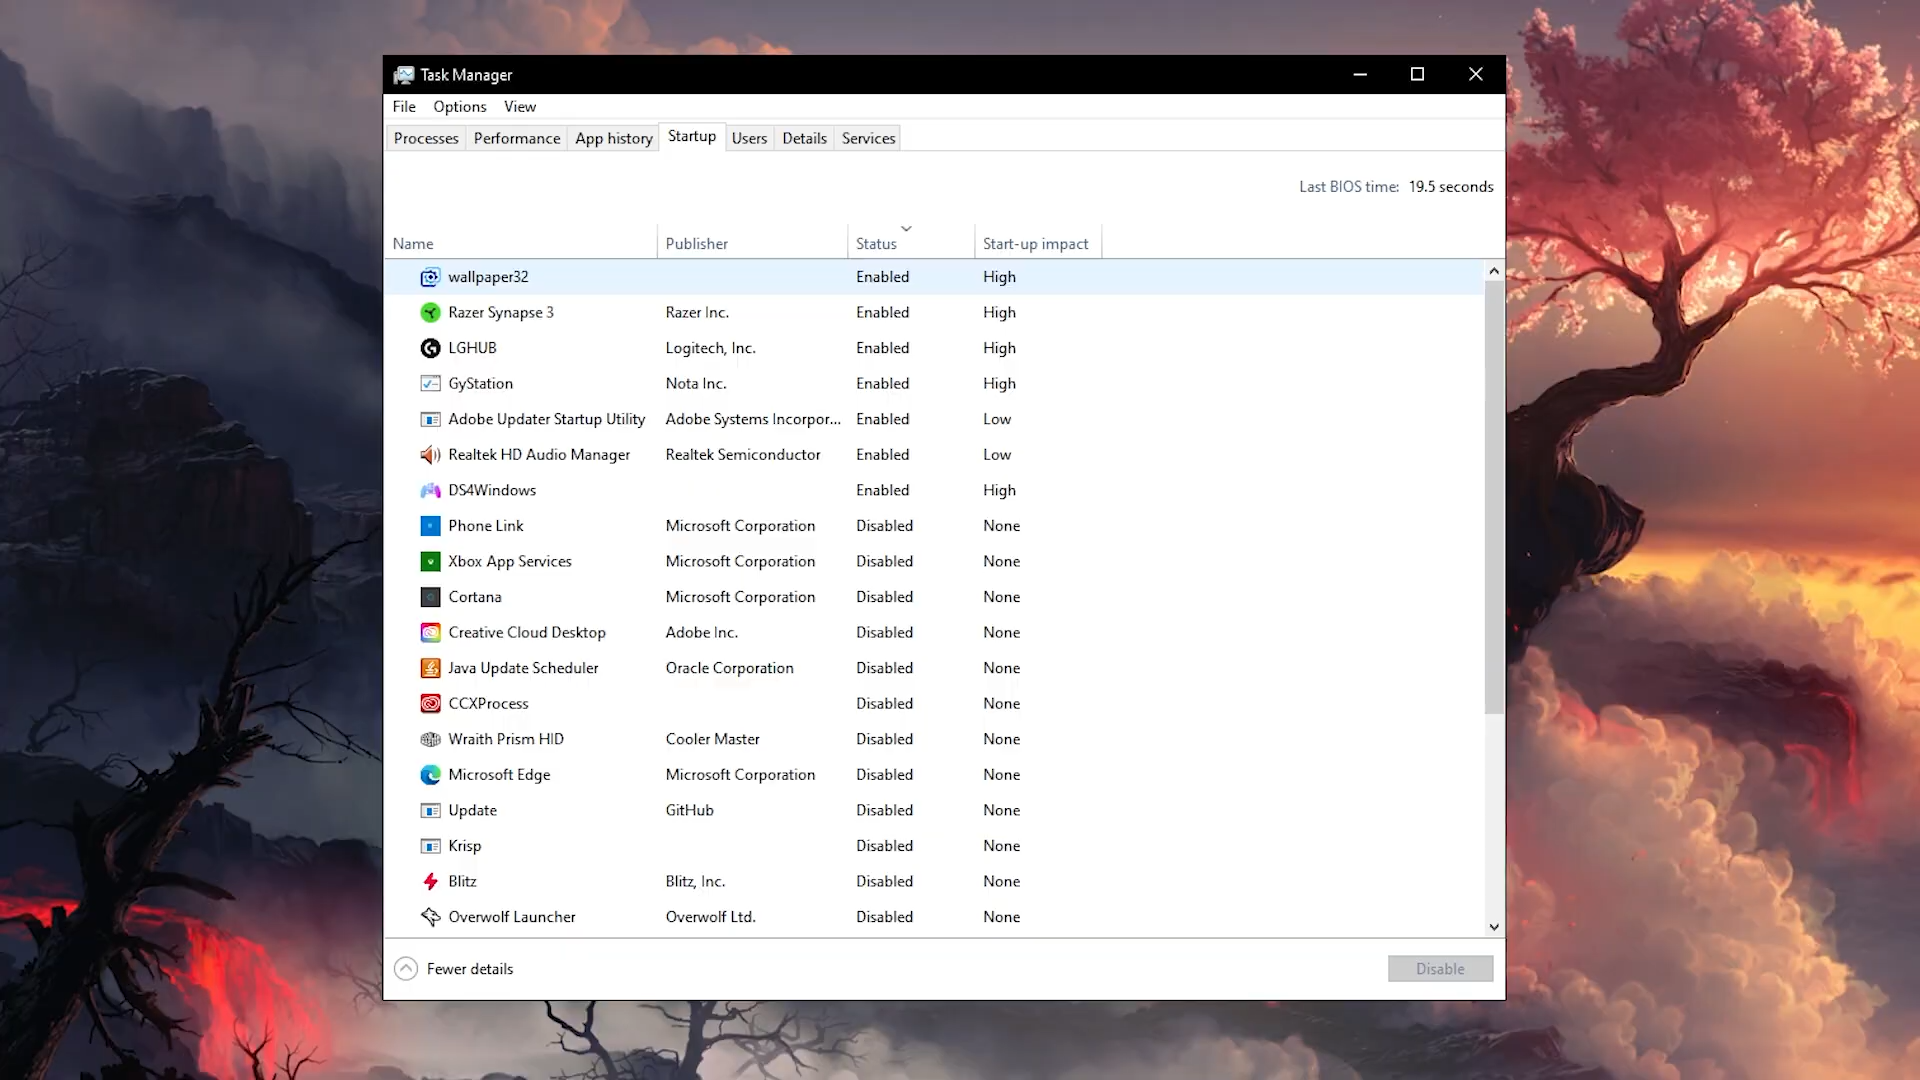 Task Manager
File Options View
Processes Performance App history Startup Users Details Services
Last BIOS time: 19.5 seconds
Name Publisher Status Start-up impact
wallpaper32 Enabled High
Razer Synapse 3 Razer Inc. Enabled High
LGHUB Logitech, Inc. Enabled High
GyStation Nota Inc. Enabled High
Adobe Updater Startup Utility Adobe Systems Incorpor... Enabled Low
Realtek HD Audio Manager Realtek Semiconductor Enabled Low
DS4Windows Enabled High
Phone Link Microsoft Corporation Disabled None
Xbox App Services Microsoft Corporation Disabled None
Cortana Microsoft Corporation Disabled None
Creative Cloud Desktop Adobe Inc. Disabled None
Java Update Scheduler Oracle Corporation Disabled None
CCXProcess Disabled None
Wraith Prism HID Cooler Master Disabled None
Microsoft Edge Microsoft Corporation Disabled None
Update GitHub Disabled None
Krisp Disabled None
Blitz Blitz, Inc. Disabled None
Overwolf Launcher Overwolf Ltd. Disabled None
Fewer details Disable